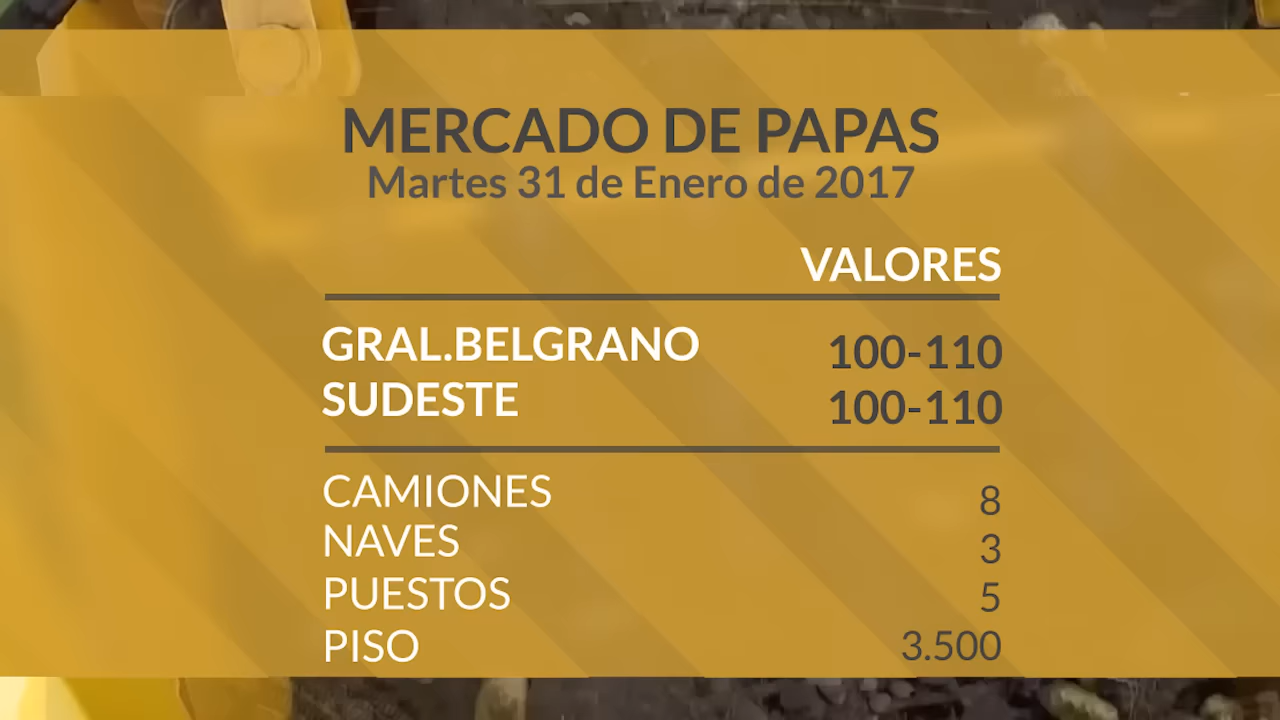 MERCADO DE PAPAS
Martes 31 de Enero de 2017
VALORES
GRAL.BELGRANO 100-110
SUDESTE 100-110
CAMIONES 8
NAVES 3
PUESTOS 5
PISO 3.500